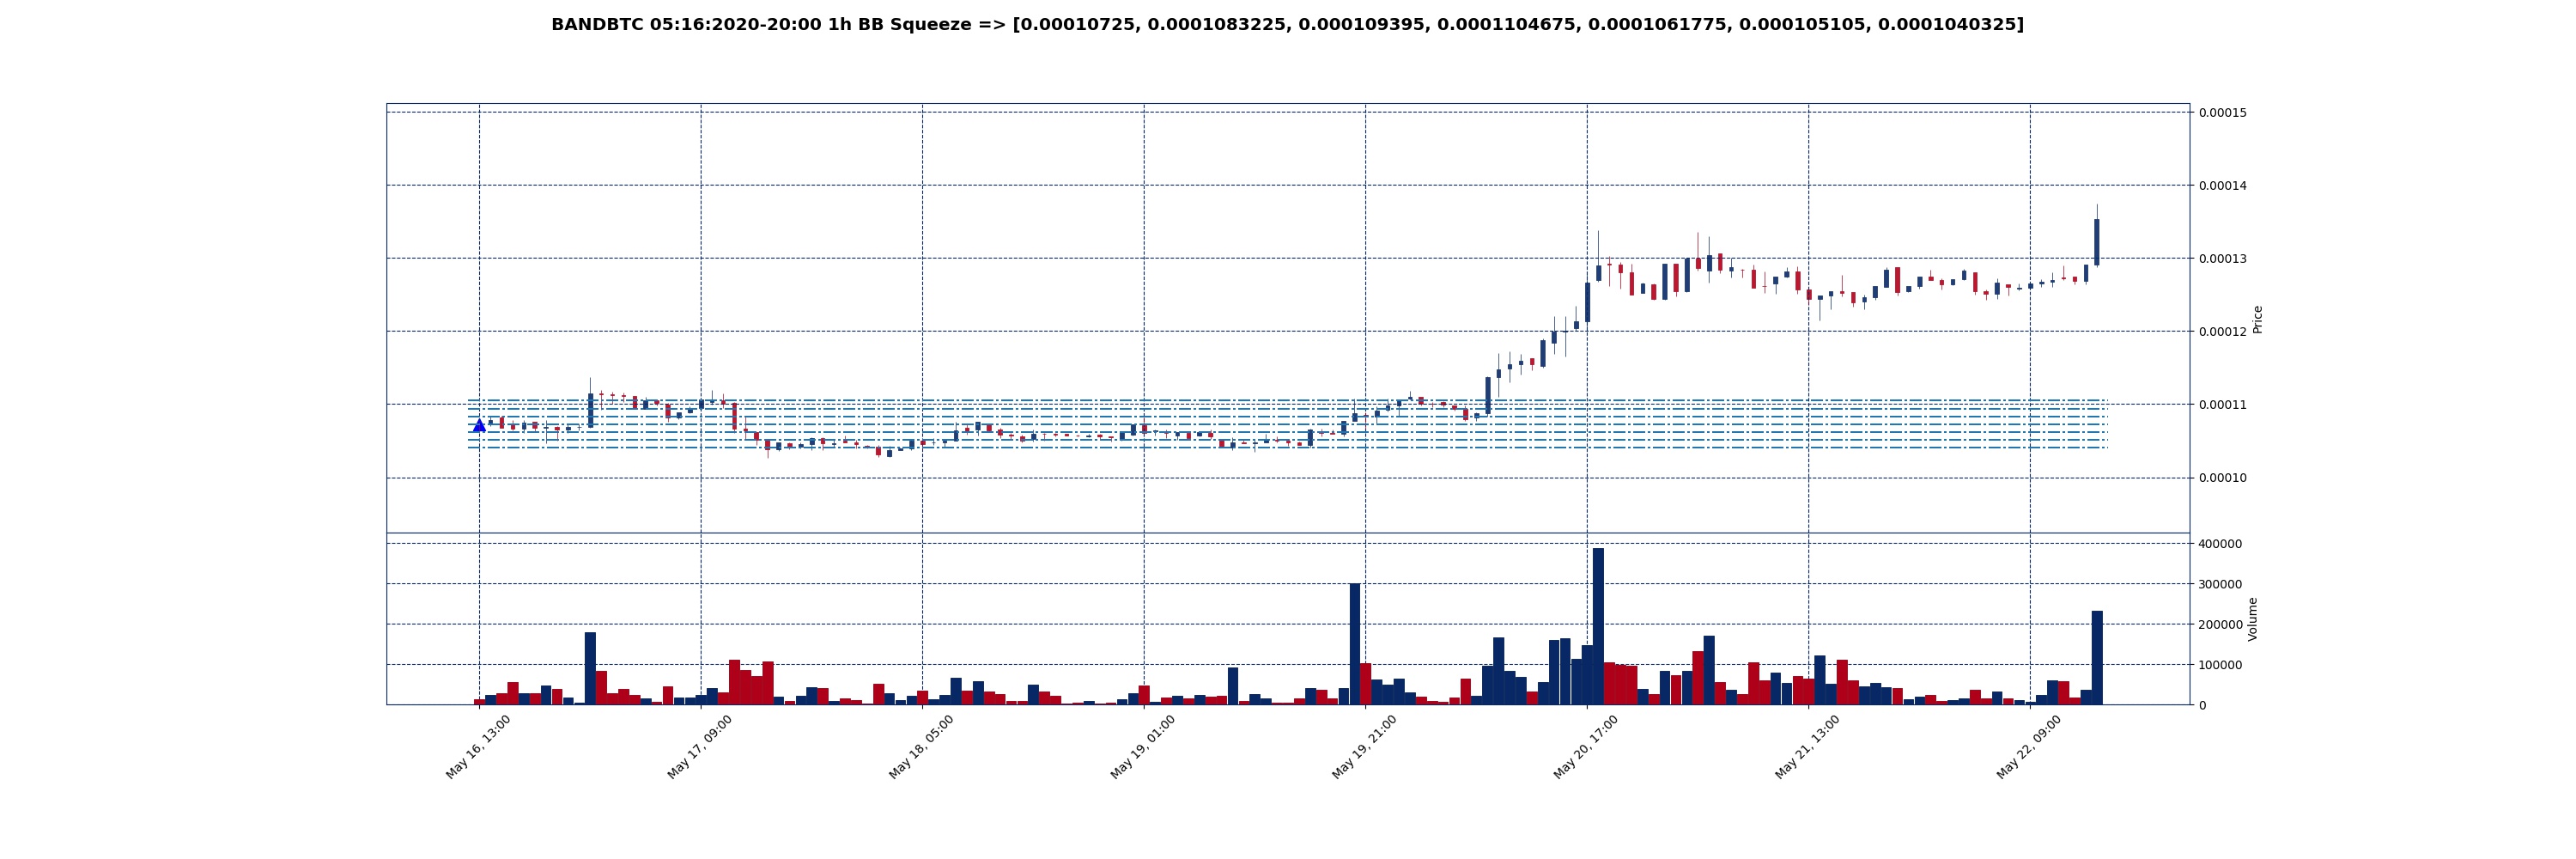 BANDBTC 05:16:2020-20:00 1h BB Squeeze => [0.00010725, 0.0001083225, 0.000109395, 0.0001104675, 0.0001061775, 0.000105105, 0.0001040325]
0.00015
0.00014
0.00013
0.00012
0.00011
0.00010
Price
400000
300000
200000
100000
0
Volume
May 16, 13:00
May 17, 09:00
May 18, 05:00
May 19, 01:00
May 19, 21:00
May 20, 17:00
May 21, 13:00
May 22, 09:00